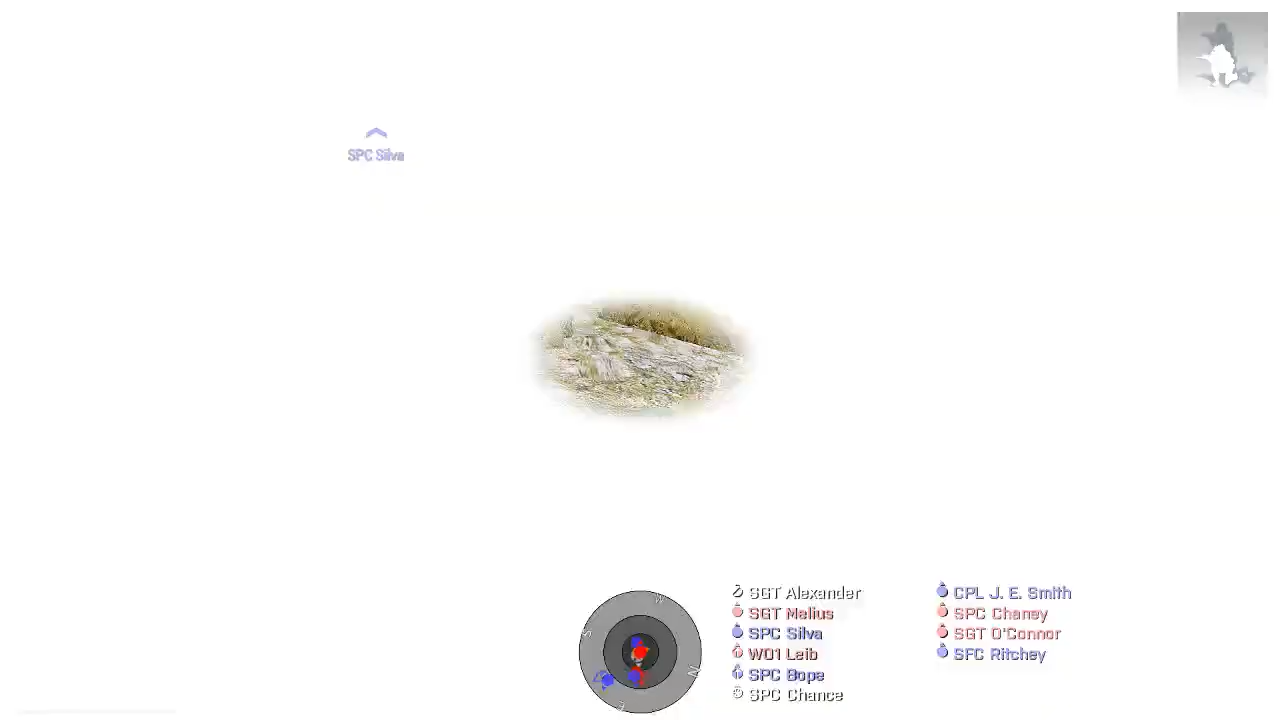 SPC Silva
W
S
N
E
SGT Alexander
SGT Melius
SPC Silva
WO1 Leib
SPC Bope
SPC Chance
CPL J. E. Smith
SPC Chaney
SGT O'Connor
SFC Ritchey